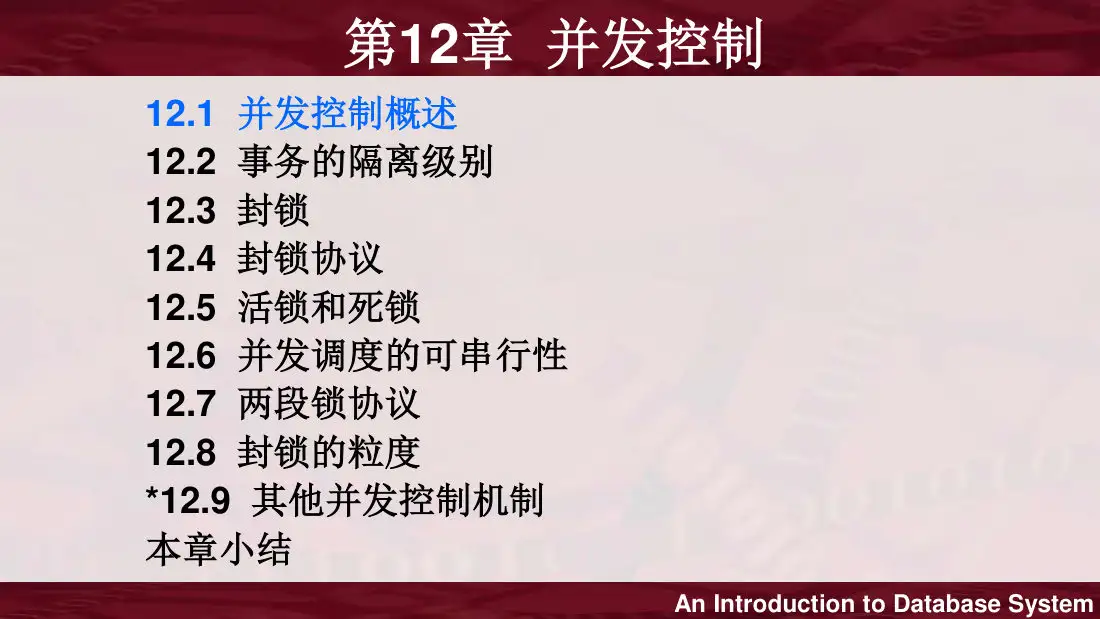 第12章 并发控制
12.1 并发控制概述
12.2 事务的隔离级别
12.3 封锁
12.4 封锁协议
12.5 活锁和死锁
12.6 并发调度的可串行性
12.7 两段锁协议
12.8 封锁的粒度
*12.9 其他并发控制机制
本章小结
An Introduction to Database System